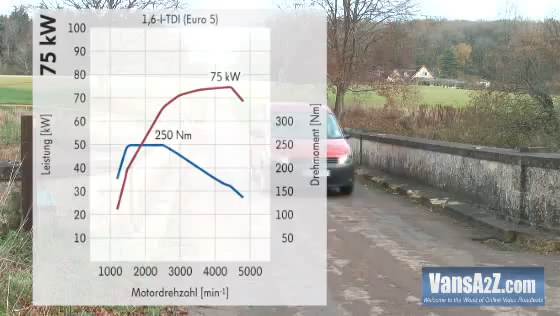 75 kW
1,6-l-TDI (Euro 5)
Leistung [kW]
100
90
80
70
60
50
40
30
20
10
75 kW
250 Nm
300
250
200
150
100
50
Drehmoment [Nm]
1000 2000 3000 4000 5000
Motordrehzahl [min-1]
VansA2Z.com
Welcome to the World of Online Video Roadtests